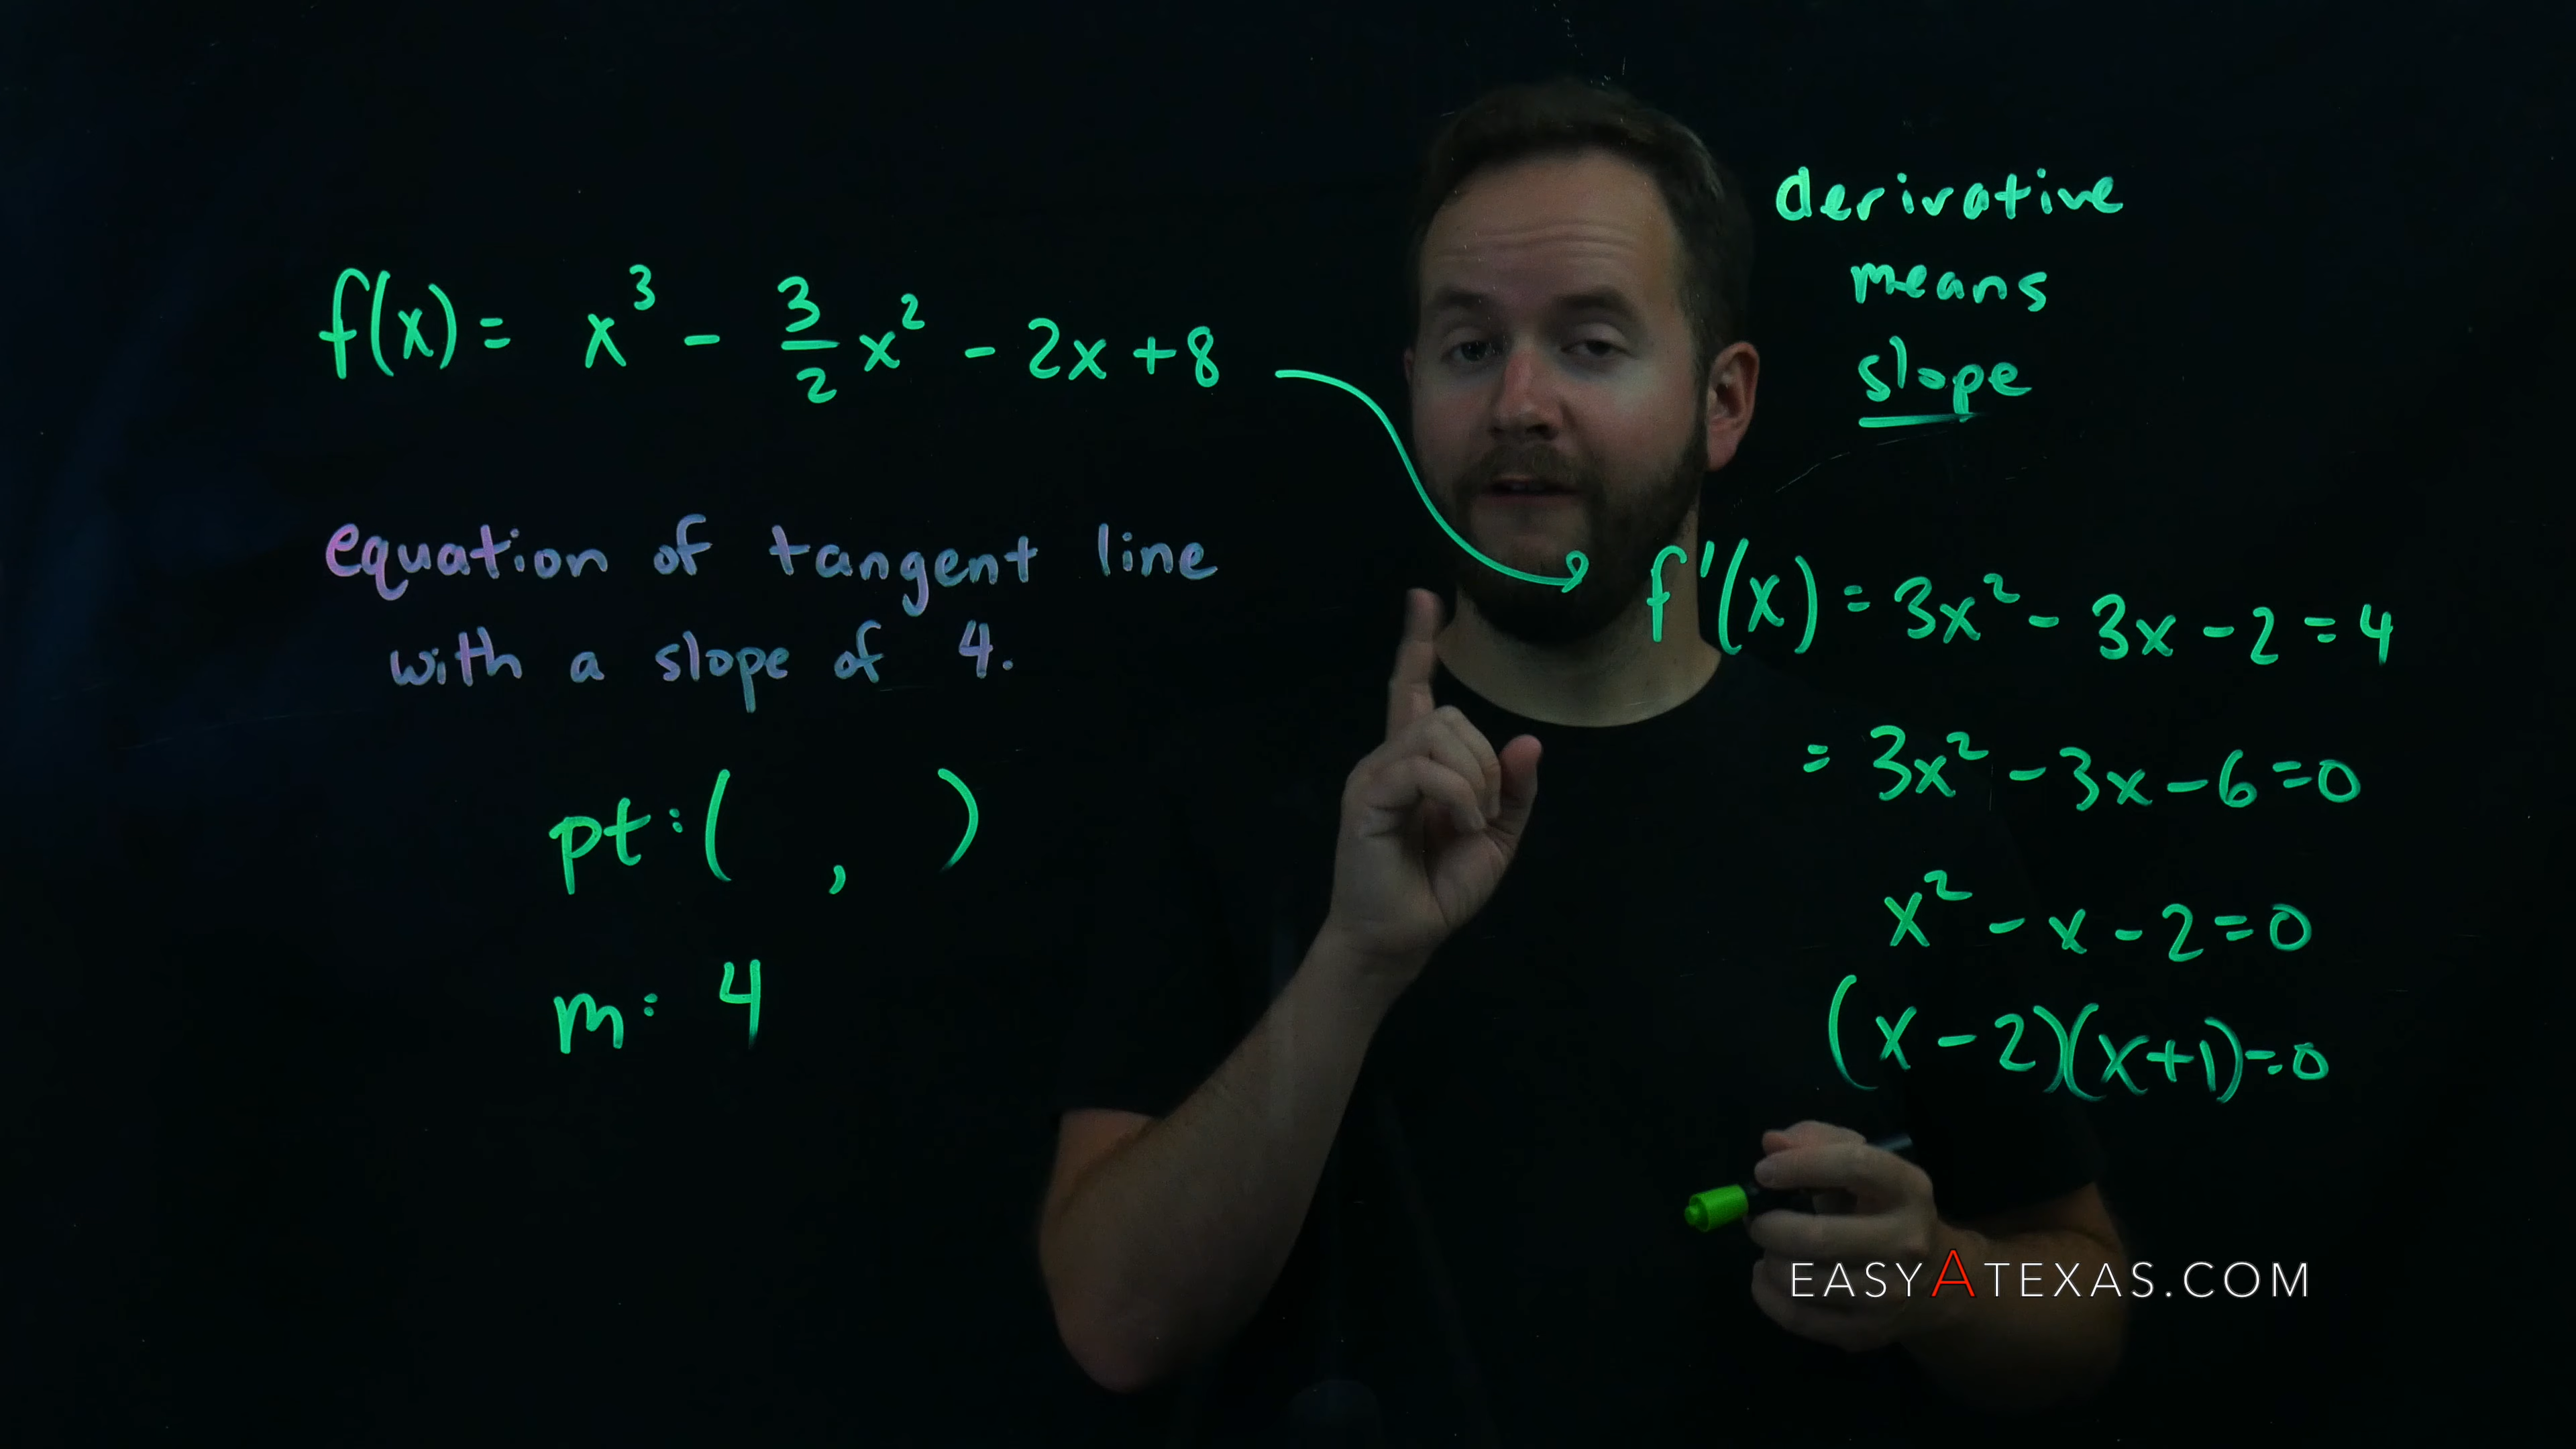 f(x) = x³ - 3/2 x² - 2x + 8
equation of tangent line
with a slope of 4.
pt: ( , )
m: 4
derivative
means
slope
f'(x) = 3x² - 3x - 2 = 4
= 3x² - 3x - 6 = 0
x² - x - 2 = 0
(x - 2)(x + 1) = 0
EASYATEXAS.COM